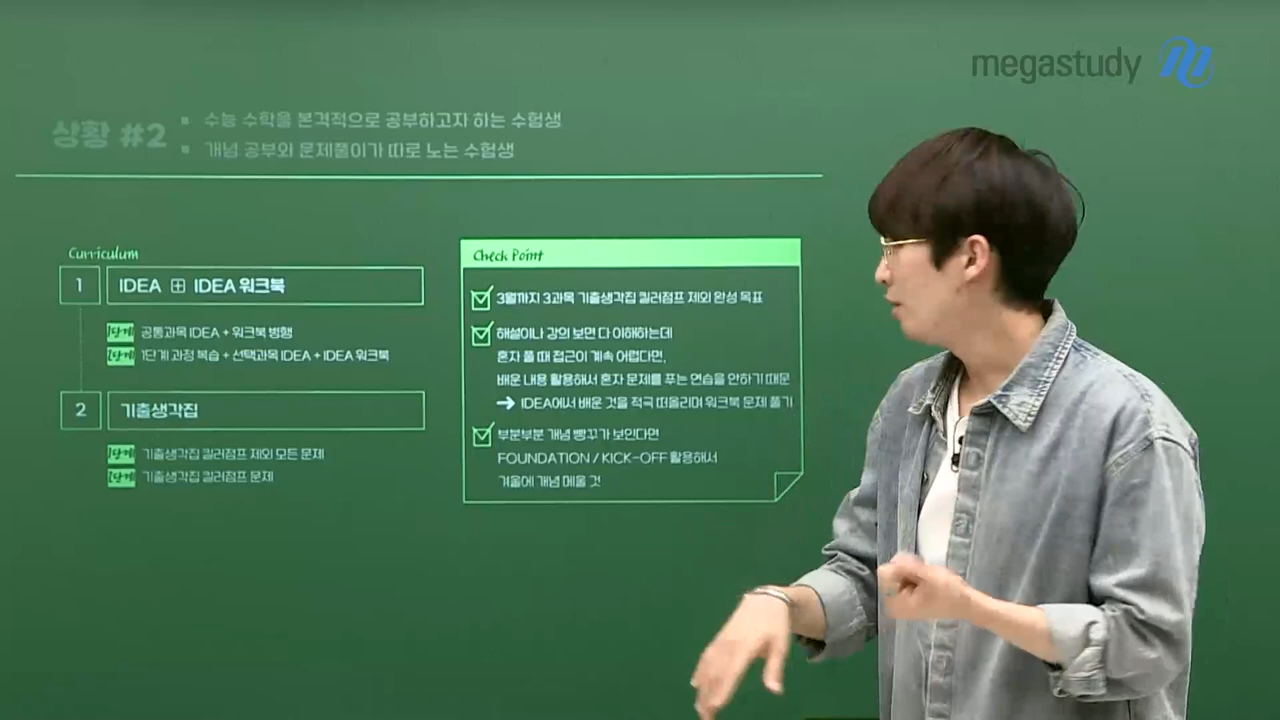 megastudy
상황 #2
수능 수학을 본격적으로 공부하고자 하는 수험생
개념 공부와 문제풀이가 따로 노는 수험생
Curriculum
1 IDEA + IDEA 워크북
1단계 공통과목 IDEA + 워크북 병행
2단계 1단계 과정 복습 + 선택과목 IDEA + IDEA 워크북
2 기출생각집
1단계 기출생각집 킬러점프 제외 모든 문제
2단계 기출생각집 킬러점프 문제
Check Point
3월까지 3과목 기출생각집 킬러점프 제외 완성 목표
해설이나 강의 보면 다 이해하는데
혼자 풀 때 접근이 계속 어렵다면,
배운 내용 활용해서 혼자 문제를 푸는 연습을 안하기 때문
→ IDEA에서 배운 것을 적극 떠올리며 워크북 문제 풀기
부분부분 개념 빵꾸가 보인다면
FOUNDATION / KICK-OFF 활용해서
겨울에 개념 메울 것